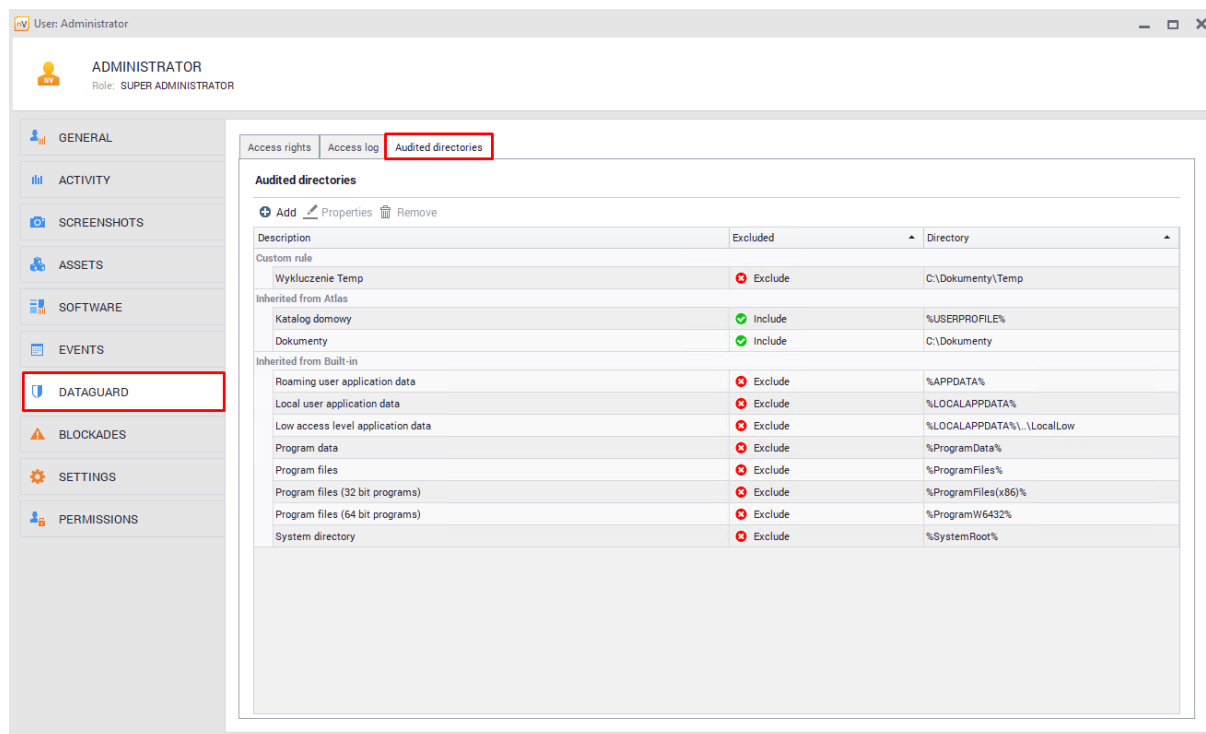 nV User: Administrator
ADMINISTRATOR
NV
Role: SUPER ADMINISTRATOR
GENERAL
ACTIVITY
SCREENSHOTS
ASSETS
SOFTWARE
EVENTS
DATAGUARD
BLOCKADES
SETTINGS
PERMISSIONS
Access rights Access log Audited directories
Audited directories
Add Properties Remove
Description Excluded Directory
Custom rule
Wykluczenie Temp Exclude C:\Dokumenty\Temp
Inherited from Atlas
Katalog domowy Include %USERPROFILE%
Dokumenty Include C:\Dokumenty
Inherited from Built-in
Roaming user application data Exclude %APPDATA%
Local user application data Exclude %LOCALAPPDATA%
Low access level application data Exclude %LOCALAPPDATA%\..\LocalLow
Program data Exclude %ProgramData%
Program files Exclude %ProgramFiles%
Program files (32 bit programs) Exclude %ProgramFiles(x86)%
Program files (64 bit programs) Exclude %ProgramW6432%
System directory Exclude %SystemRoot%